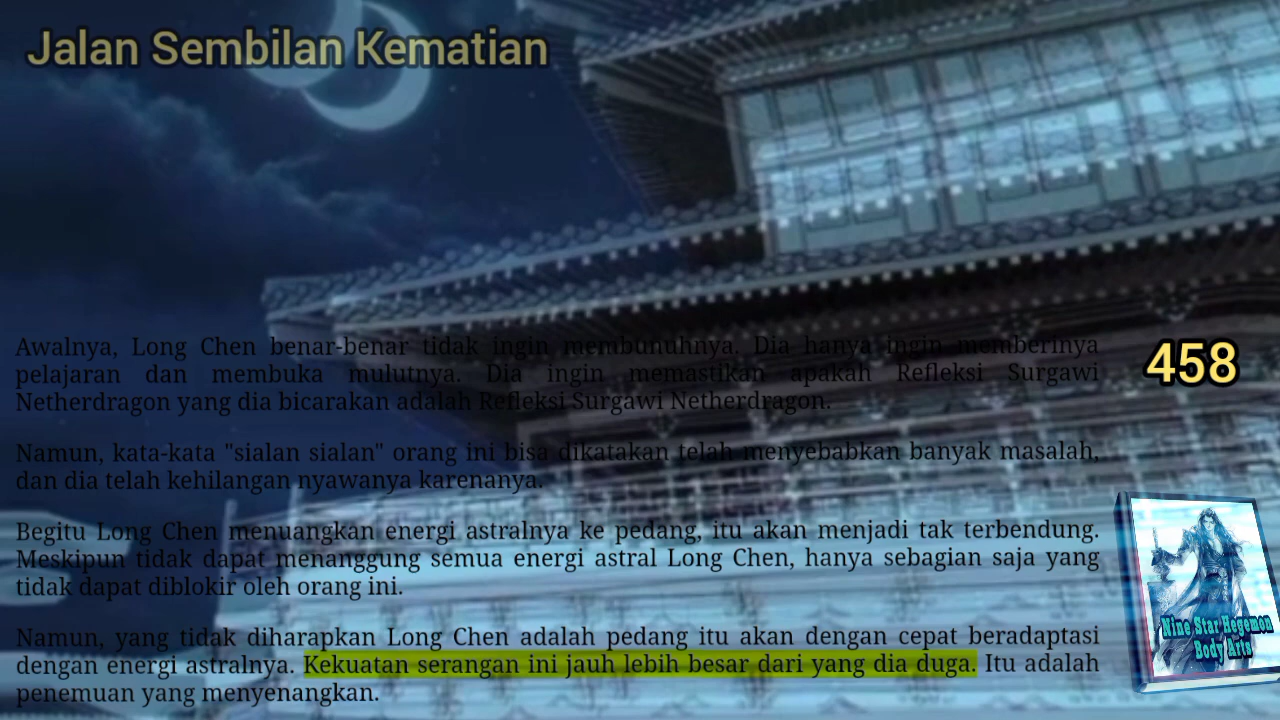 Jalan Sembilan Kematian
Awalnya, Long Chen benar-benar tidak ingin membunuhnya. Dia hanya ingin memberinya
pelajaran dan membuka mulutnya. Dia ingin memastikan apakah Refleksi Surgawi
Netherdragon yang dia bicarakan adalah Refleksi Surgawi Netherdragon.
458
Namun, kata-kata "sialan sialan" orang ini bisa dikatakan telah menyebabkan banyak masalah,
dan dia telah kehilangan nyawanya karenanya.
Begitu Long Chen menuangkan energi astralnya ke pedang, itu akan menjadi tak terbendung.
Meskipun tidak dapat menanggung semua energi astral Long Chen, hanya sebagian saja yang
tidak dapat diblokir oleh orang ini.
Namun, yang tidak diharapkan Long Chen adalah pedang itu akan dengan cepat beradaptasi
dengan energi astralnya. Kekuatan serangan ini jauh lebih besar dari yang dia duga. Itu adalah
penemuan yang menyenangkan.
Nine Star Hegemon
Body Arts